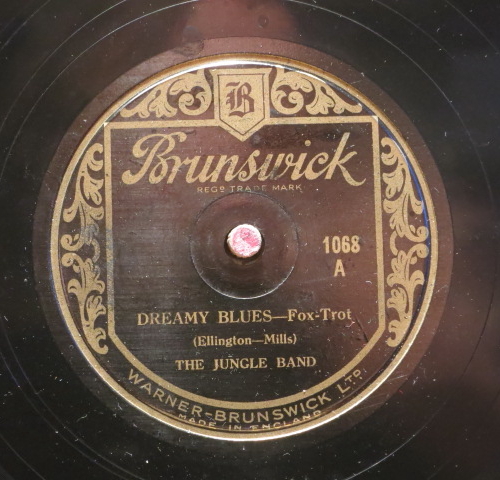 B
Brunswick
REGD TRADE MARK
1068
A
DREAMY BLUES—Fox-Trot
(Ellington—Mills)
THE JUNGLE BAND
WARNER-BRUNSWICK LTD.
MADE IN ENGLAND